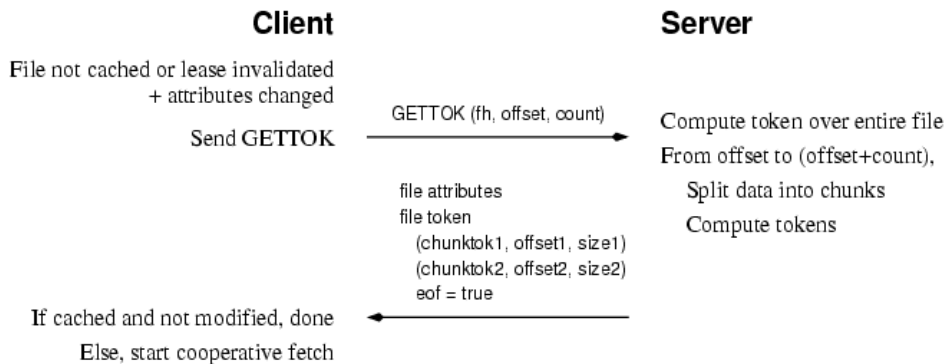 Client
Server
File not cached or lease invalidated
+ attributes changed
Send GETTOK
GETTOK (fh, offset, count)
Compute token over entire file
From offset to (offset+count),
Split data into chunks
Compute tokens
file attributes
file token
(chunktok1, offset1, size1)
(chunktok2, offset2, size2)
eof = true
If cached and not modified, done
Else, start cooperative fetch